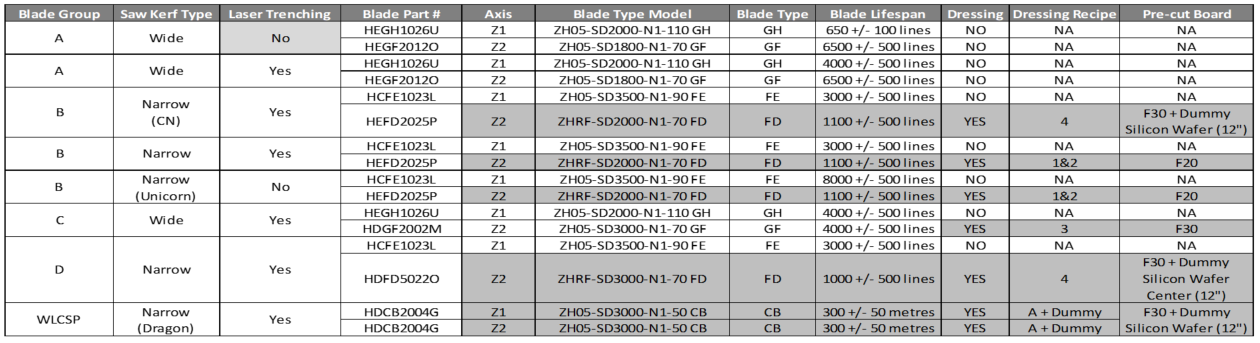 Blade Group Saw Kerf Type Laser Trenching Blade Part # Axis Blade Type Model Blade Type Blade Lifespan Dressing Dressing Recipe Pre-cut Board
A Wide No HEGH1026U Z1 ZH05-SD2000-N1-110 GH GH 650 +/- 100 lines NO NA NA
HEGF2012O Z2 ZH05-SD1800-N1-70 GF GF 6500 +/- 500 lines NO NA NA
A Wide Yes HEGH1026U Z1 ZH05-SD2000-N1-110 GH GH 4000 +/- 500 lines NO NA NA
HEGF2012O Z2 ZH05-SD1800-N1-70 GF GF 6500 +/- 500 lines NO NA NA
B Narrow (CN) Yes HCFE1023L Z1 ZH05-SD3500-N1-90 FE FE 3000 +/- 500 lines NO NA NA
HEFD2025P Z2 ZHRF-SD2000-N1-70 FD FD 1100 +/- 500 lines YES 4 F30 + Dummy
Silicon Wafer (12")
B Narrow Yes HCFE1023L Z1 ZH05-SD3500-N1-90 FE FE 3000 +/- 500 lines NO NA NA
HEFD2025P Z2 ZHRF-SD2000-N1-70 FD FD 1100 +/- 500 lines YES 1&2 F20
B Narrow (Unicorn) No HCFE1023L Z1 ZH05-SD3500-N1-90 FE FE 8000 +/- 500 lines NO NA NA
HEFD2025P Z2 ZHRF-SD2000-N1-70 FD FD 1100 +/- 500 lines YES 1&2 F20
C Wide Yes HEGH1026U Z1 ZH05-SD2000-N1-110 GH GH 4000 +/- 500 lines NO NA NA
HDGF2002M Z2 ZH05-SD3000-N1-70 GF GF 4000 +/- 500 lines YES 3 F30
D Narrow Yes HCFE1023L Z1 ZH05-SD3500-N1-90 FE FE 3000 +/- 500 lines NO NA NA
HDFD5022O Z2 ZHRF-SD3000-N1-70 FD FD 1000 +/- 500 lines YES 4 F30 + Dummy
Silicon Wafer
Center (12")
WLCSP Narrow (Dragon) Yes HDCB2004G Z1 ZH05-SD3000-N1-50 CB CB 300 +/- 50 metres YES A + Dummy F30 + Dummy
HDCB2004G Z2 ZH05-SD3000-N1-50 CB CB 300 +/- 50 metres YES A + Dummy Silicon Wafer (12")